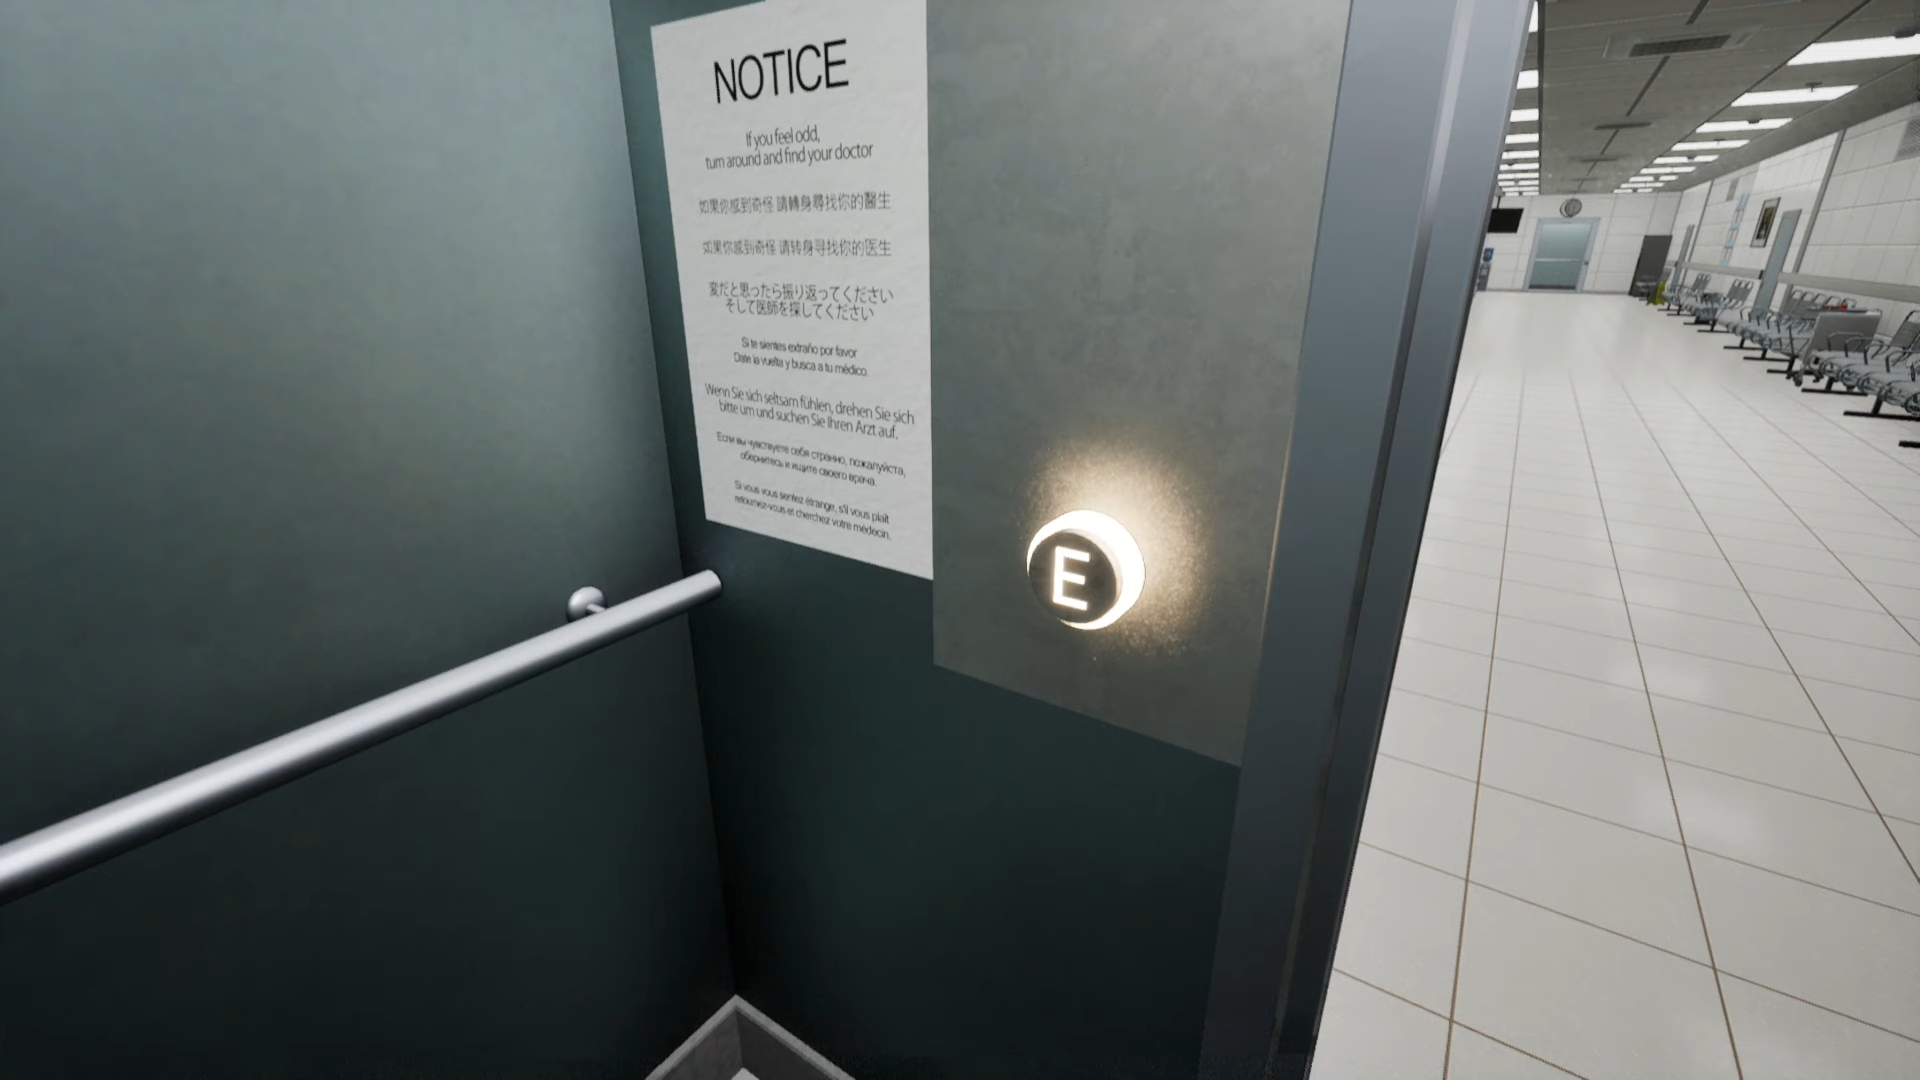 NOTICE
If you feel odd,
turn around and find your doctor
如果你感到奇怪 請轉身尋找你的醫生
如果你感到奇怪 请转身寻找你的医生
変だと思ったら振り返ってください
そして医師を探してください
Si te sientes extraño por favor
Date la vuelta y busca a tu médico.
Wenn Sie sich seltsam fühlen, drehen Sie sich
bitte um und suchen Sie Ihren Arzt auf.
Если вы чувствуете себя странно, пожалуйста,
обернитесь и ищите своего врача.
Si vous vous sentez étrange, s'il vous plaît
retournez-vous et cherchez votre médecin.
E